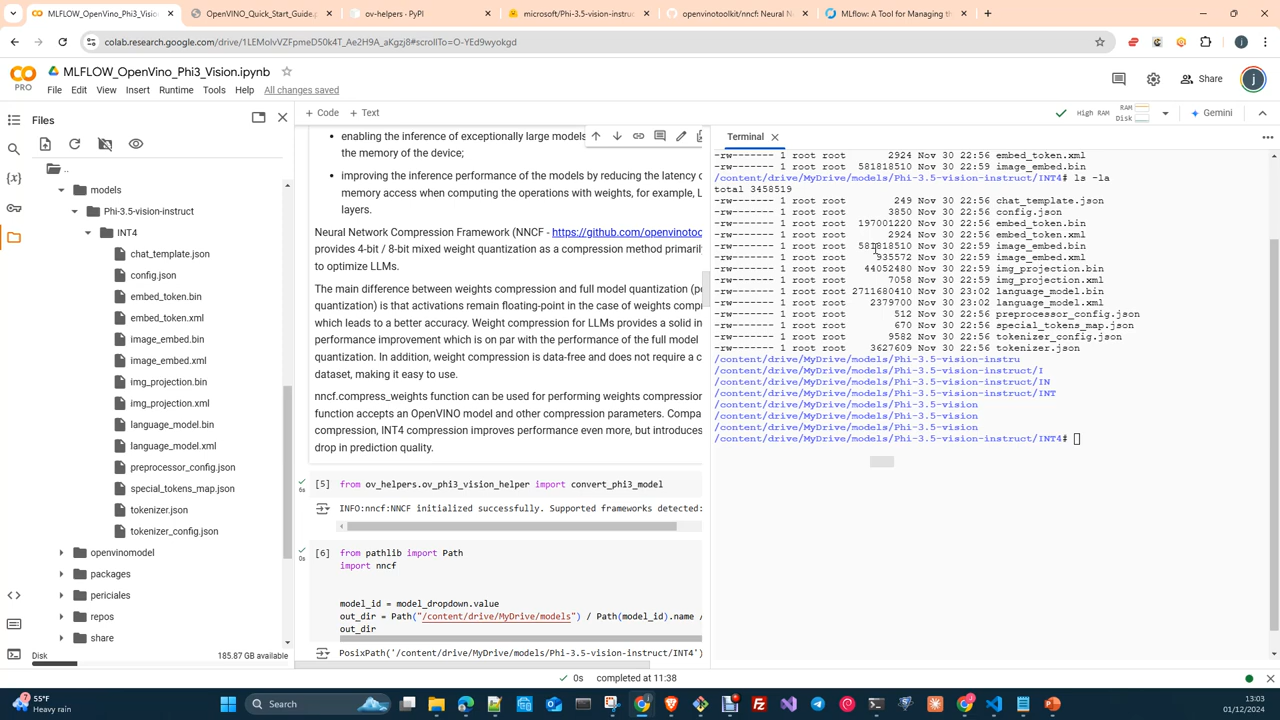 MLFLOW_OpenVino_Phi3_Vision.i
OpenVINO_Quick_Start_Guide.p
ov-helpers - PyPI
microsoft/Phi-3.5-vision-instruc
openvinotoolkit/nncf: Neural N
MLflow: A Tool for Managing th
colab.research.google.com/drive/1LEMolvVZFpmeD50k4T_Ae2H9A_aKgzj8#scrollTo=O-YEd9wyokgd
CO
PRO
MLFLOW_OpenVino_Phi3_Vision.ipynb
File Edit View Insert Runtime Tools Help All changes saved
Share
j
Files
+ Code + Text
High RAM
RAM
Disk
Gemini
..
models
Phi-3.5-vision-instruct
INT4
chat_template.json
config.json
embed_token.bin
embed_token.xml
image_embed.bin
image_embed.xml
img_projection.bin
img_projection.xml
language_model.bin
language_model.xml
preprocessor_config.json
special_tokens_map.json
tokenizer.json
tokenizer_config.json
openvinomodel
packages
periciales
repos
share
Disk
185.87 GB available
enabling the inference of exceptionally large models
the memory of the device;
improving the inference performance of the models by reducing the latency o
memory access when computing the operations with weights, for example, L
layers.
Neural Network Compression Framework (NNCF - https://github.com/openvinotoo
provides 4-bit / 8-bit mixed weight quantization as a compression method primaril
to optimize LLMs.
The main difference between weights compression and full model quantization (po
quantization) is that activations remain floating-point in the case of weights comp
which leads to a better accuracy. Weight compression for LLMs provides a solid in
performance improvement which is on par with the performance of the full model
quantization. In addition, weight compression is data-free and does not require a c
dataset, making it easy to use.
nncf.compress_weights function can be used for performing weights compression
function accepts an OpenVINO model and other compression parameters. Compa
compression, INT4 compression improves performance even more, but introduces
drop in prediction quality.
[5] from ov_helpers.ov_phi3_vision_helper import convert_phi3_model
6s
INFO:nncf:NNCF initialized successfully. Supported frameworks detected:
[6] from pathlib import Path
0s
import nncf
model_id = model_dropdown.value
out_dir = Path("/content/drive/MyDrive/models") / Path(model_id).name /
out_dir
PosixPath('/content/drive/MyDrive/models/Phi-3.5-vision-instruct/INT4')
Terminal
-rw------- 1 root root 2924 Nov 30 22:56 embed_token.xml
-rw------- 1 root root 581818510 Nov 30 22:56 image_embed.bin
/content/drive/MyDrive/models/Phi-3.5-vision-instruct/INT4# ls -la
total 3458519
-rw------- 1 root root 249 Nov 30 22:56 chat_template.json
-rw------- 1 root root 3850 Nov 30 22:56 config.json
-rw------- 1 root root 197001220 Nov 30 22:56 embed_token.bin
-rw------- 1 root root 2924 Nov 30 22:56 embed_token.xml
-rw------- 1 root root 581818510 Nov 30 22:59 image_embed.bin
-rw------- 1 root root 935572 Nov 30 22:59 image_embed.xml
-rw------- 1 root root 44052480 Nov 30 22:59 img_projection.bin
-rw------- 1 root root 7058 Nov 30 22:59 img_projection.xml
-rw------- 1 root root 2711680410 Nov 30 23:02 language_model.bin
-rw------- 1 root root 2379700 Nov 30 23:02 language_model.xml
-rw------- 1 root root 512 Nov 30 22:56 preprocessor_config.json
-rw------- 1 root root 670 Nov 30 22:56 special_tokens_map.json
-rw------- 1 root root 9582 Nov 30 22:56 tokenizer_config.json
-rw------- 1 root root 3627609 Nov 30 22:56 tokenizer.json
/content/drive/MyDrive/models/Phi-3.5-vision-instru
/content/drive/MyDrive/models/Phi-3.5-vision-instruct/I
/content/drive/MyDrive/models/Phi-3.5-vision-instruct/IN
/content/drive/MyDrive/models/Phi-3.5-vision-instruct/INT
/content/drive/MyDrive/models/Phi-3.5-vision
/content/drive/MyDrive/models/Phi-3.5-vision
/content/drive/MyDrive/models/Phi-3.5-vision
/content/drive/MyDrive/models/Phi-3.5-vision-instruct/INT4#
0s completed at 11:38
55°F
Heavy rain
Search
13:03
01/12/2024